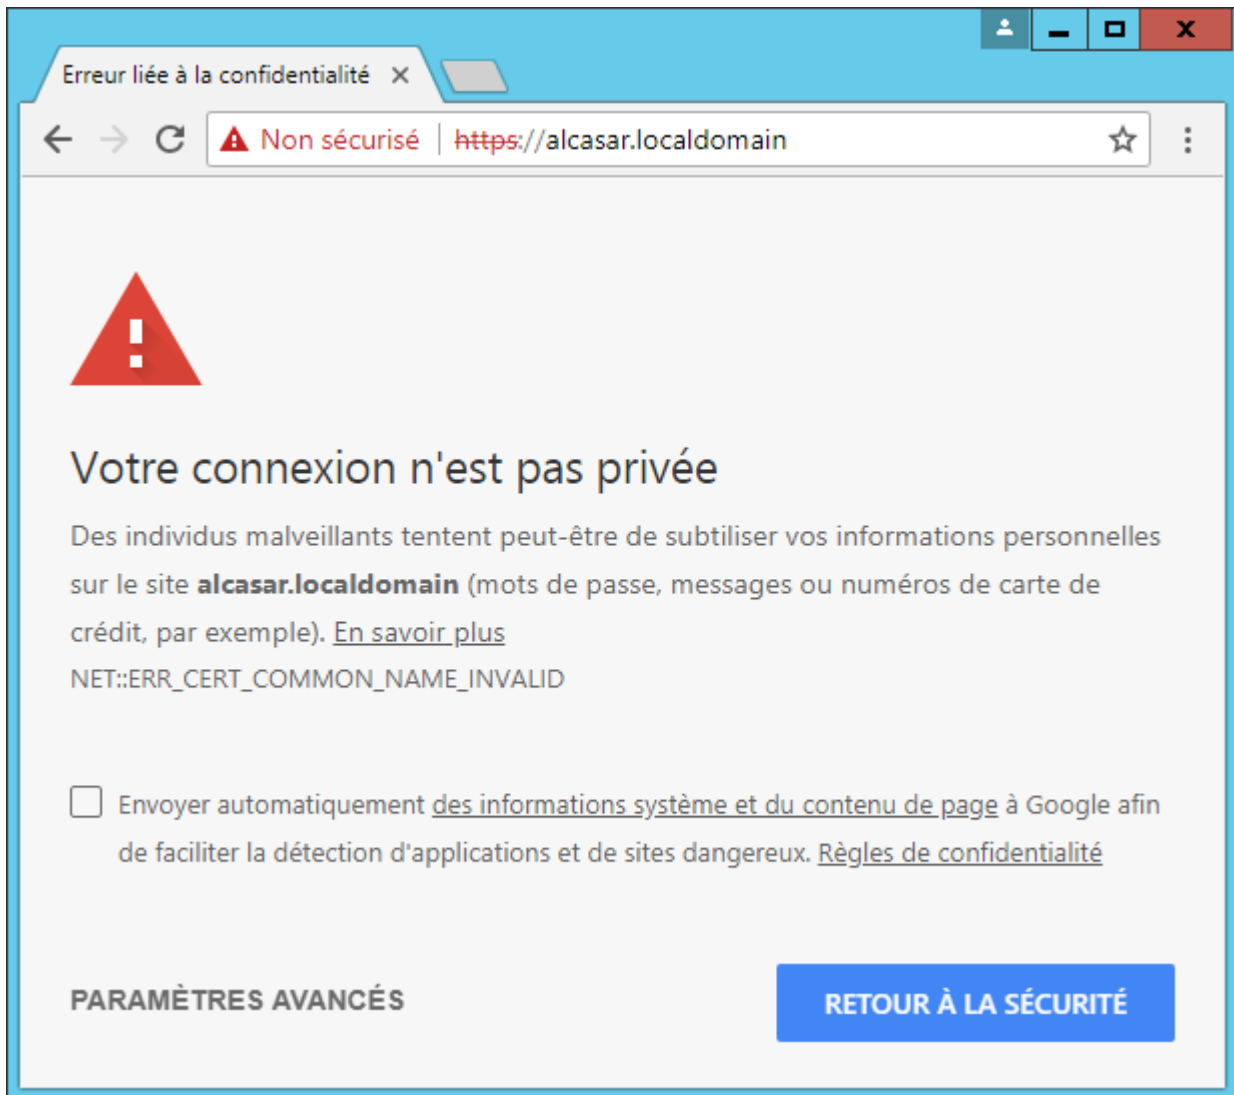 Erreur liée à la confidentialité
Non sécurisé https://alcasar.localdomain
Votre connexion n'est pas privée
Des individus malveillants tentent peut-être de subtiliser vos informations personnelles
sur le site alcasar.localdomain (mots de passe, messages ou numéros de carte de
crédit, par exemple). En savoir plus
NET::ERR_CERT_COMMON_NAME_INVALID
Envoyer automatiquement des informations système et du contenu de page à Google afin
de faciliter la détection d'applications et de sites dangereux. Règles de confidentialité
PARAMÈTRES AVANCÉS
RETOUR À LA SÉCURITÉ